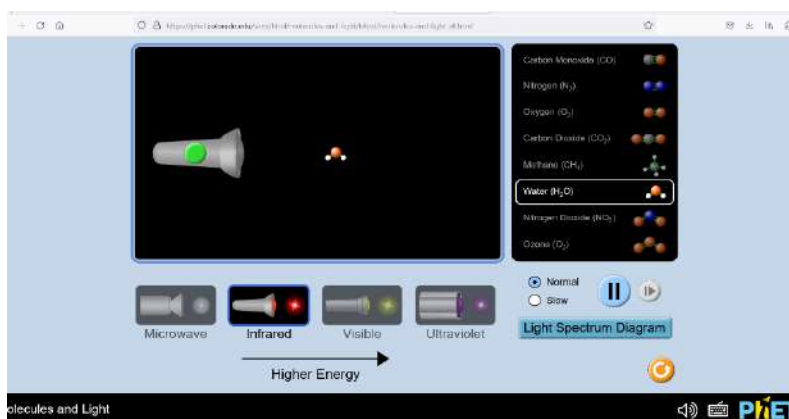 Carbon Monoxide (CO)
Nitrogen (N₂)
Oxygen (O₂)
Carbon Dioxide (CO₂)
Methane (CH₄)
Water (H₂O)
Nitrogen Dioxide (NO₂)
Ozone (O₃)
Normal
Slow
Microwave
Infrared
Visible
Ultraviolet
Light Spectrum Diagram
Higher Energy
olecules and Light
PhET